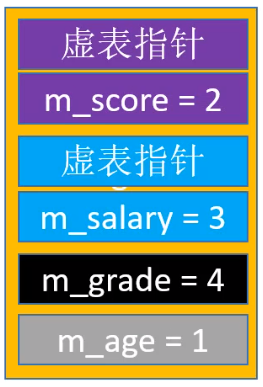 虚表指针
m_score = 2
虚表指针
m_salary = 3
m_grade = 4
m_age = 1